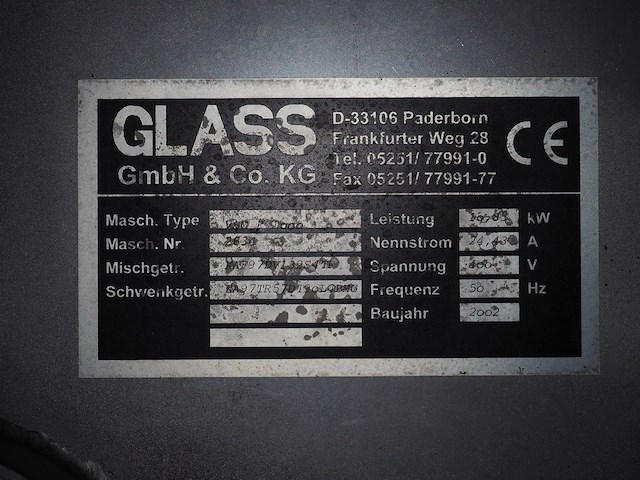 GLASS
GmbH & Co. KG
D-33106 Paderborn
Frankfurter Weg 28
Tel. 05251/ 77991-0
Fax 05251/ 77991-77
CE
Masch. Type
Masch. Nr.
Mischgetr.
Schwenkgetr.
Leistung kW
Nennstrom A
Spannung 400 V
Frequenz 50 Hz
Baujahr 2002